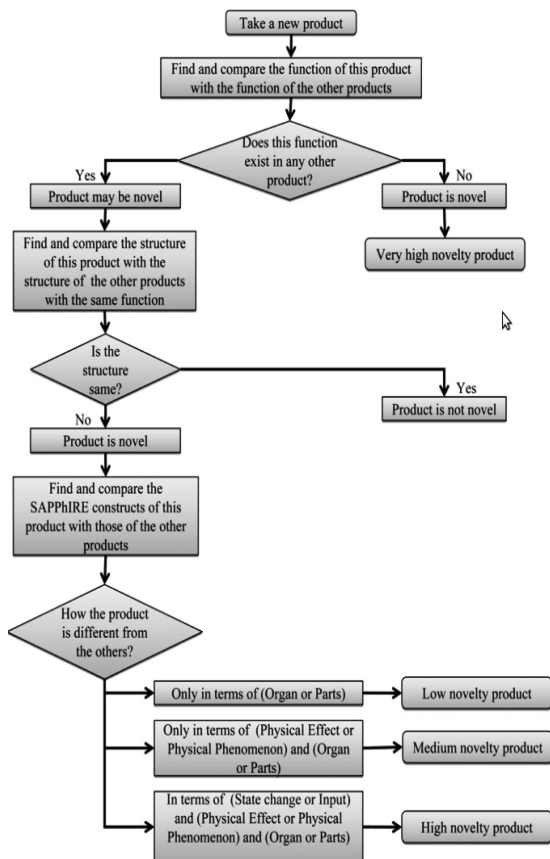 Take a new product
Find and compare the function of this product
with the function of the other products
Does this function
exist in any other
product?
Yes
No
Product may be novel
Product is novel
Find and compare the structure
of this product with the
structure of the other products
with the same function
Very high novelty product
Is the
structure
same?
Yes
No
Product is not novel
Product is novel
Find and compare the
SAPPhIRE constructs of this
product with those of the other
products
How the product
is different from
the others?
Only in terms of (Organ or Parts)
Low novelty product
Only in terms of (Physical Effect or
Physical Phenomenon) and (Organ
or Parts)
Medium novelty product
In terms of (State change or Input)
and (Physical Effect or Physical
Phenomenon) and (Organ or Parts)
High novelty product